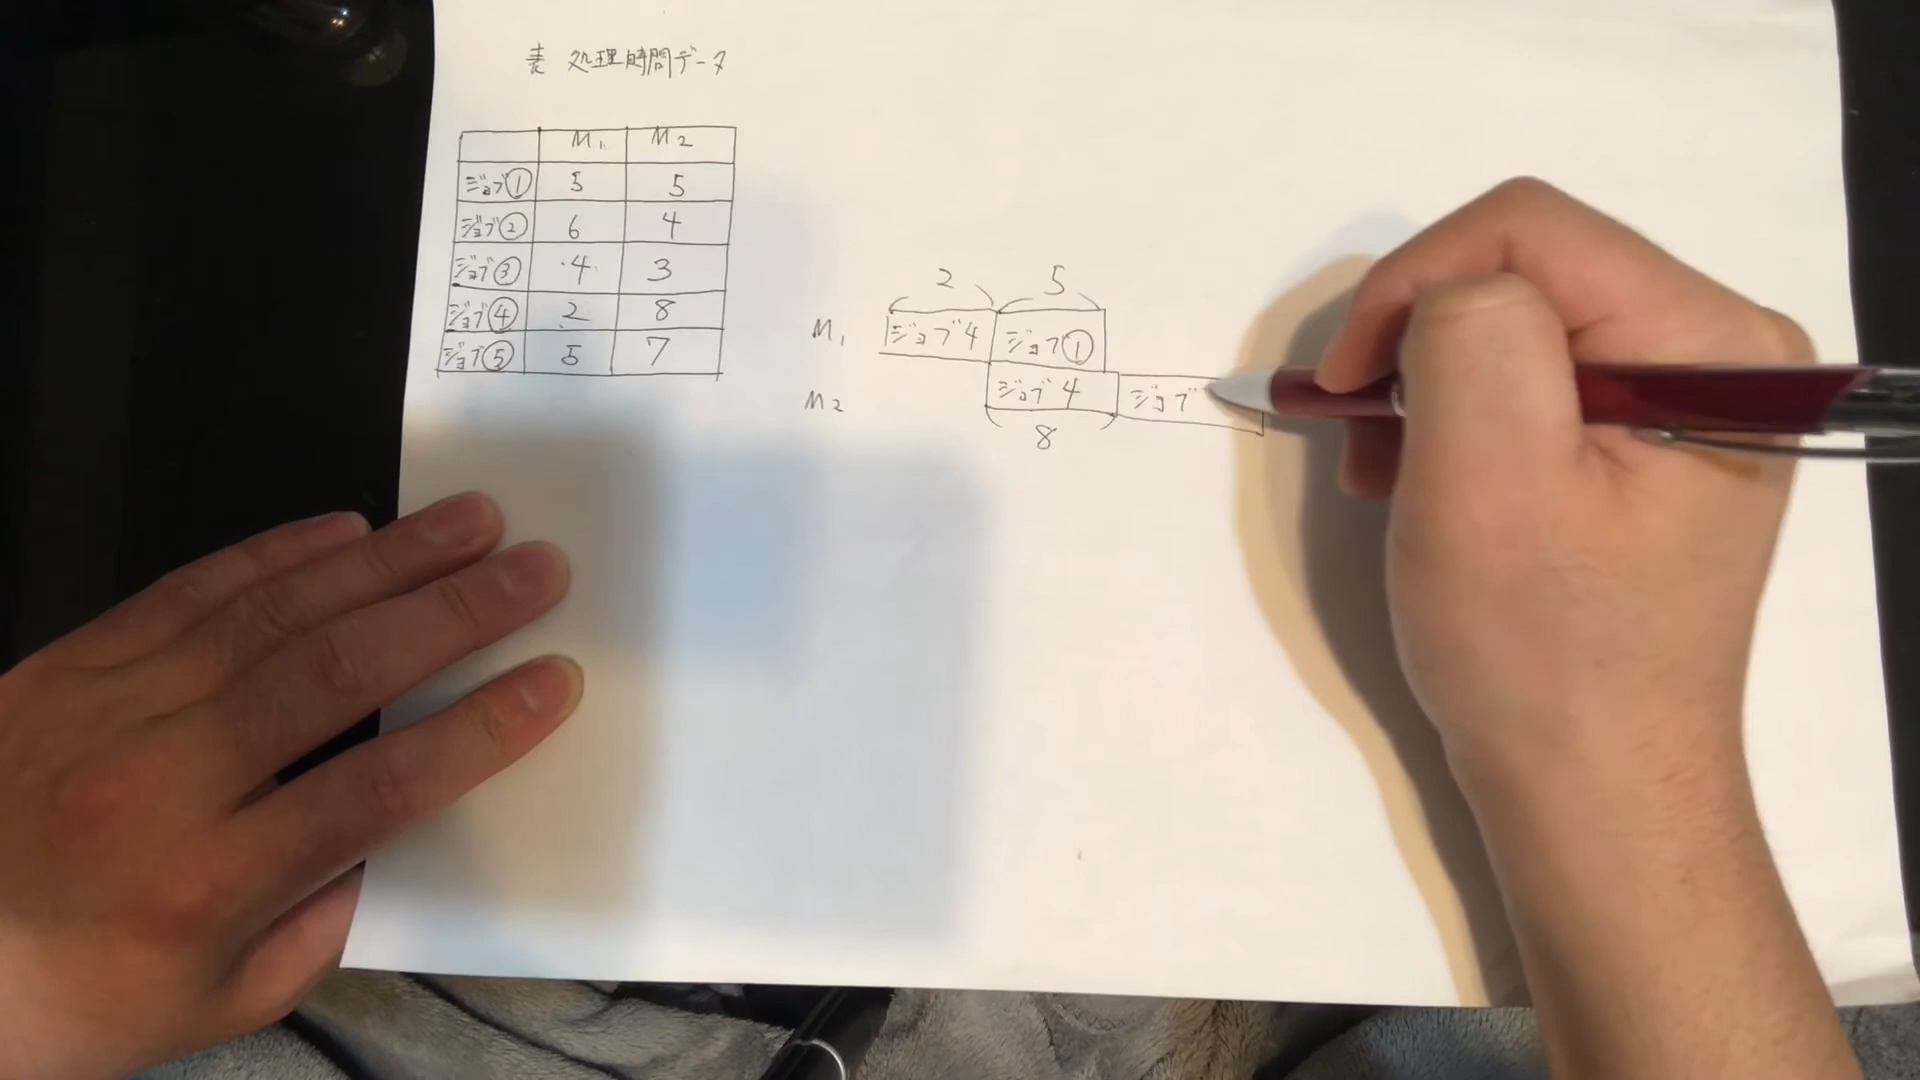 表 処理時間データ
M1 M2
ジョブ① 5 5
ジョブ② 6 4
ジョブ③ 4 3
ジョブ④ 2 8
ジョブ⑤ 5 7
2 5
M1 ジョブ4 ジョブ①
M2 ジョブ4 ジョブ
8